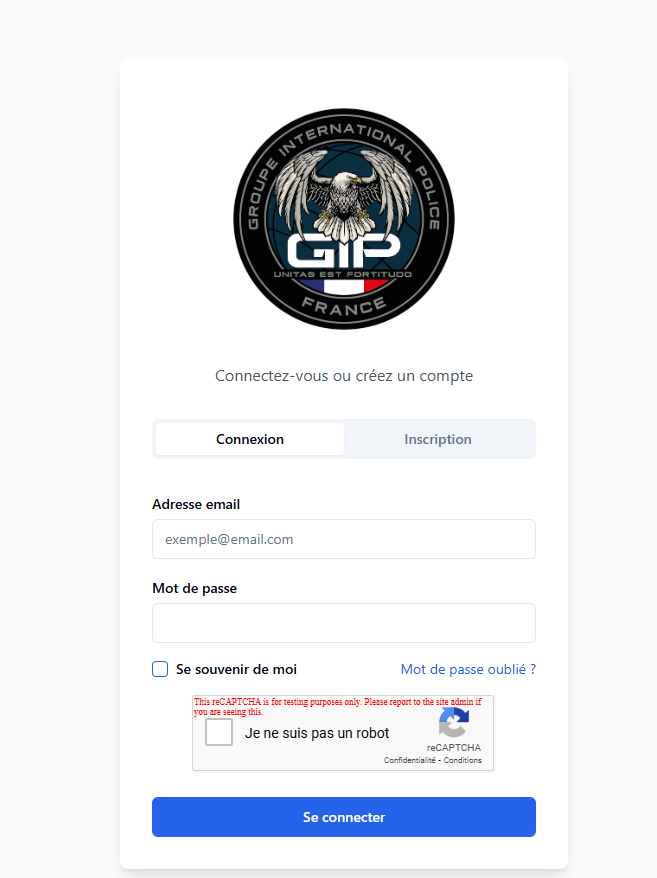 GROUPE INTERNATIONAL POLICE
GIP
UNITAS EST FORTITUDO
FRANCE
Connectez-vous ou créez un compte
Connexion
Inscription
Adresse email
exemple@email.com
Mot de passe
Se souvenir de moi
Mot de passe oublié ?
This reCAPTCHA is for testing purposes only. Please report to the site admin if
you are seeing this.
Je ne suis pas un robot
reCAPTCHA
Confidentialité - Conditions
Se connecter